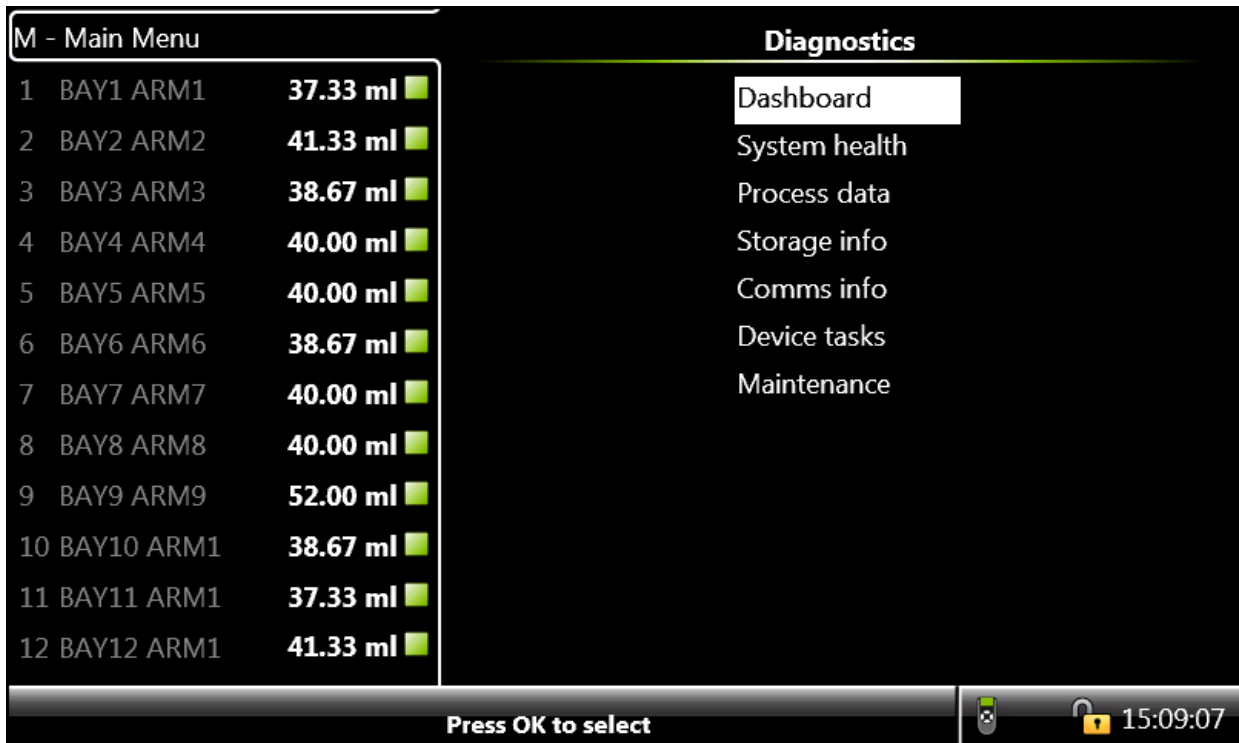 M - Main Menu
1 BAY1 ARM1 37.33 ml
2 BAY2 ARM2 41.33 ml
3 BAY3 ARM3 38.67 ml
4 BAY4 ARM4 40.00 ml
5 BAY5 ARM5 40.00 ml
6 BAY6 ARM6 38.67 ml
7 BAY7 ARM7 40.00 ml
8 BAY8 ARM8 40.00 ml
9 BAY9 ARM9 52.00 ml
10 BAY10 ARM1 38.67 ml
11 BAY11 ARM1 37.33 ml
12 BAY12 ARM1 41.33 ml
Diagnostics
Dashboard
System health
Process data
Storage info
Comms info
Device tasks
Maintenance
Press OK to select
15:09:07